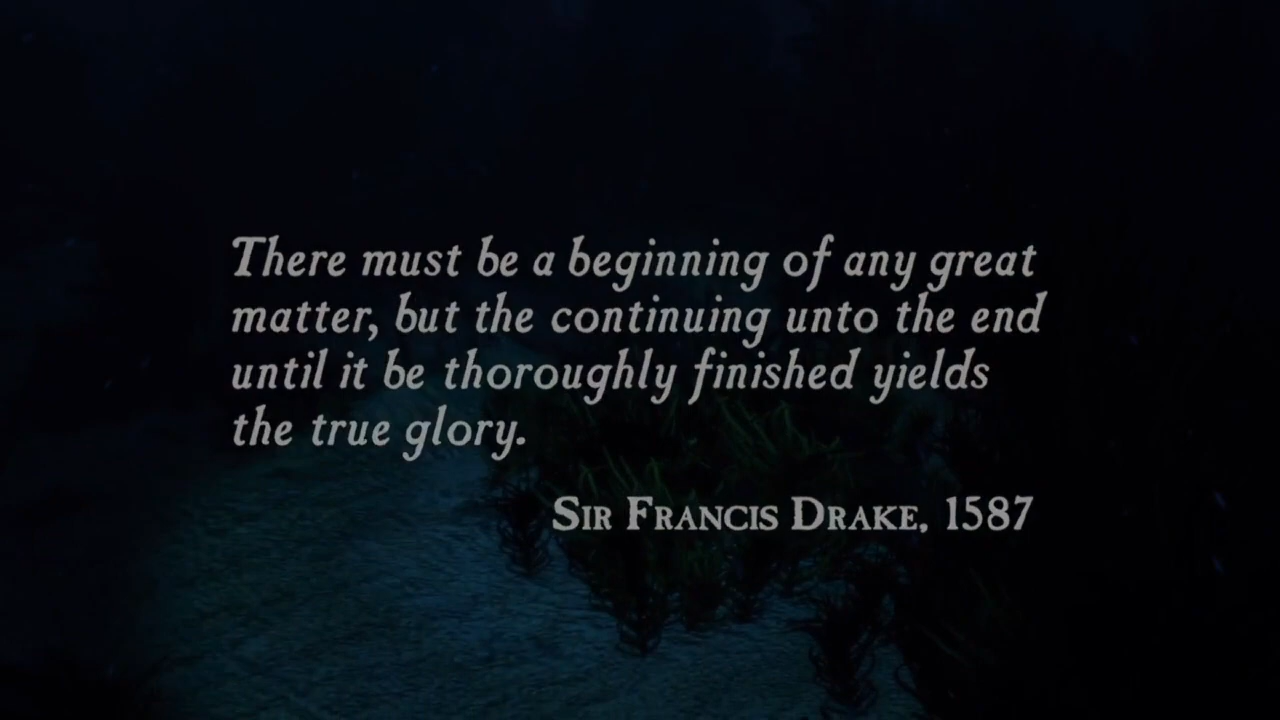 There must be a beginning of any great
matter, but the continuing unto the end
until it be thoroughly finished yields
the true glory.
Sir Francis Drake, 1587